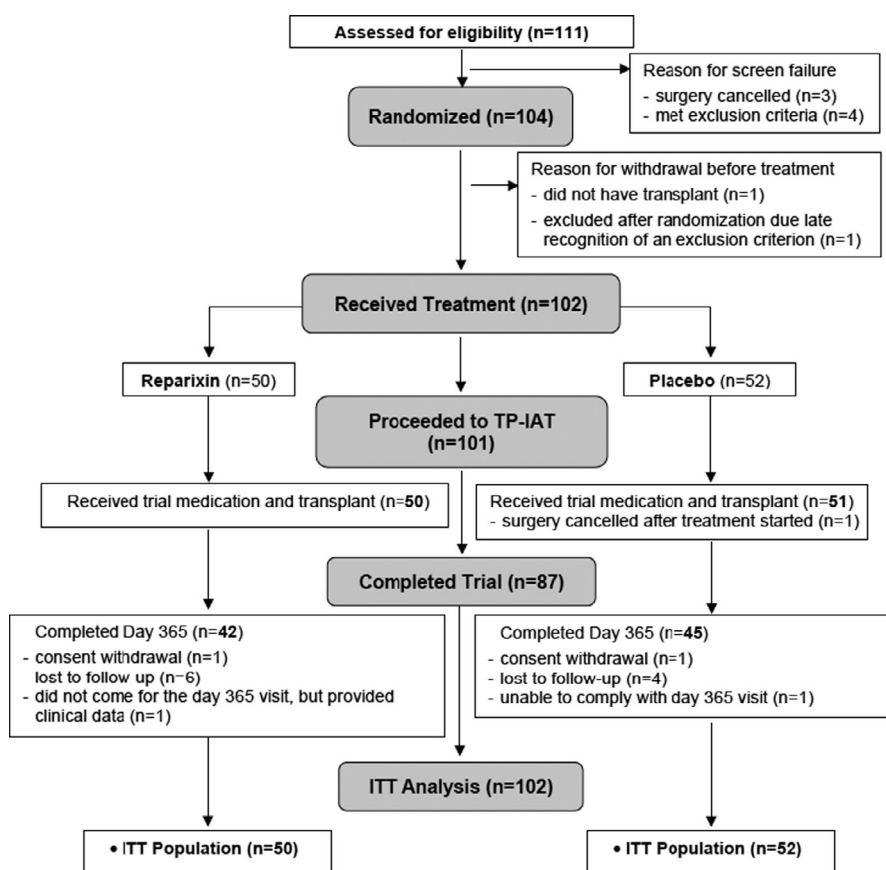 Assessed for eligibility (n=111)
Reason for screen failure
- surgery cancelled (n=3)
- met exclusion criteria (n=4)
Randomized (n=104)
Reason for withdrawal before treatment
- did not have transplant (n=1)
- excluded after randomization due late
recognition of an exclusion criterion (n=1)
Received Treatment (n=102)
Reparixin (n=50)
Placebo (n=52)
Proceeded to TP-IAT
(n=101)
Received trial medication and transplant (n=50)
Received trial medication and transplant (n=51)
- surgery cancelled after treatment started (n=1)
Completed Trial (n=87)
Completed Day 365 (n=42)
- consent withdrawal (n=1)
lost to follow up (n=6)
- did not come for the day 365 visit, but provided
clinical data (n=1)
Completed Day 365 (n=45)
- consent withdrawal (n=1)
- lost to follow-up (n=4)
- unable to comply with day 365 visit (n=1)
ITT Analysis (n=102)
• ITT Population (n=50)
• ITT Population (n=52)